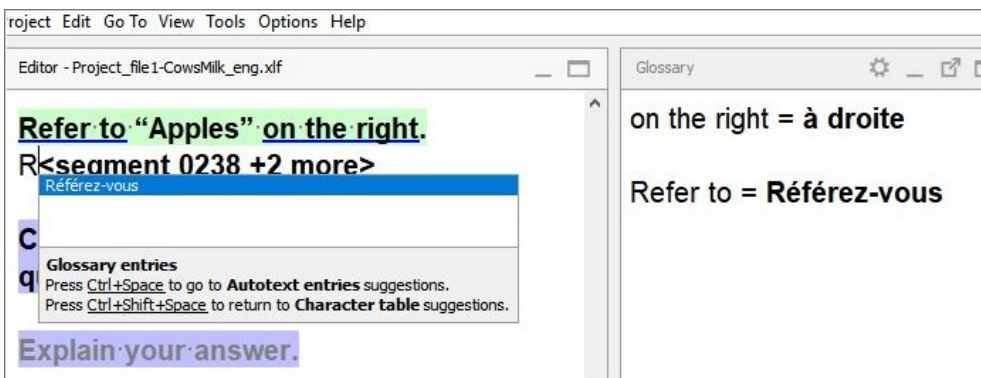 roject Edit Go To View Tools Options Help
Editor - Project_file1-CowsMilk_eng.xlf
Glossary
Refer to “Apples” on the right.
R<segment 0238 +2 more>
Référez-vous
Glossary entries
Press Ctrl+Space to go to Autotext entries suggestions.
Press Ctrl+Shift+Space to return to Character table suggestions.
Explain your answer.
on the right = à droite
Refer to = Référez-vous